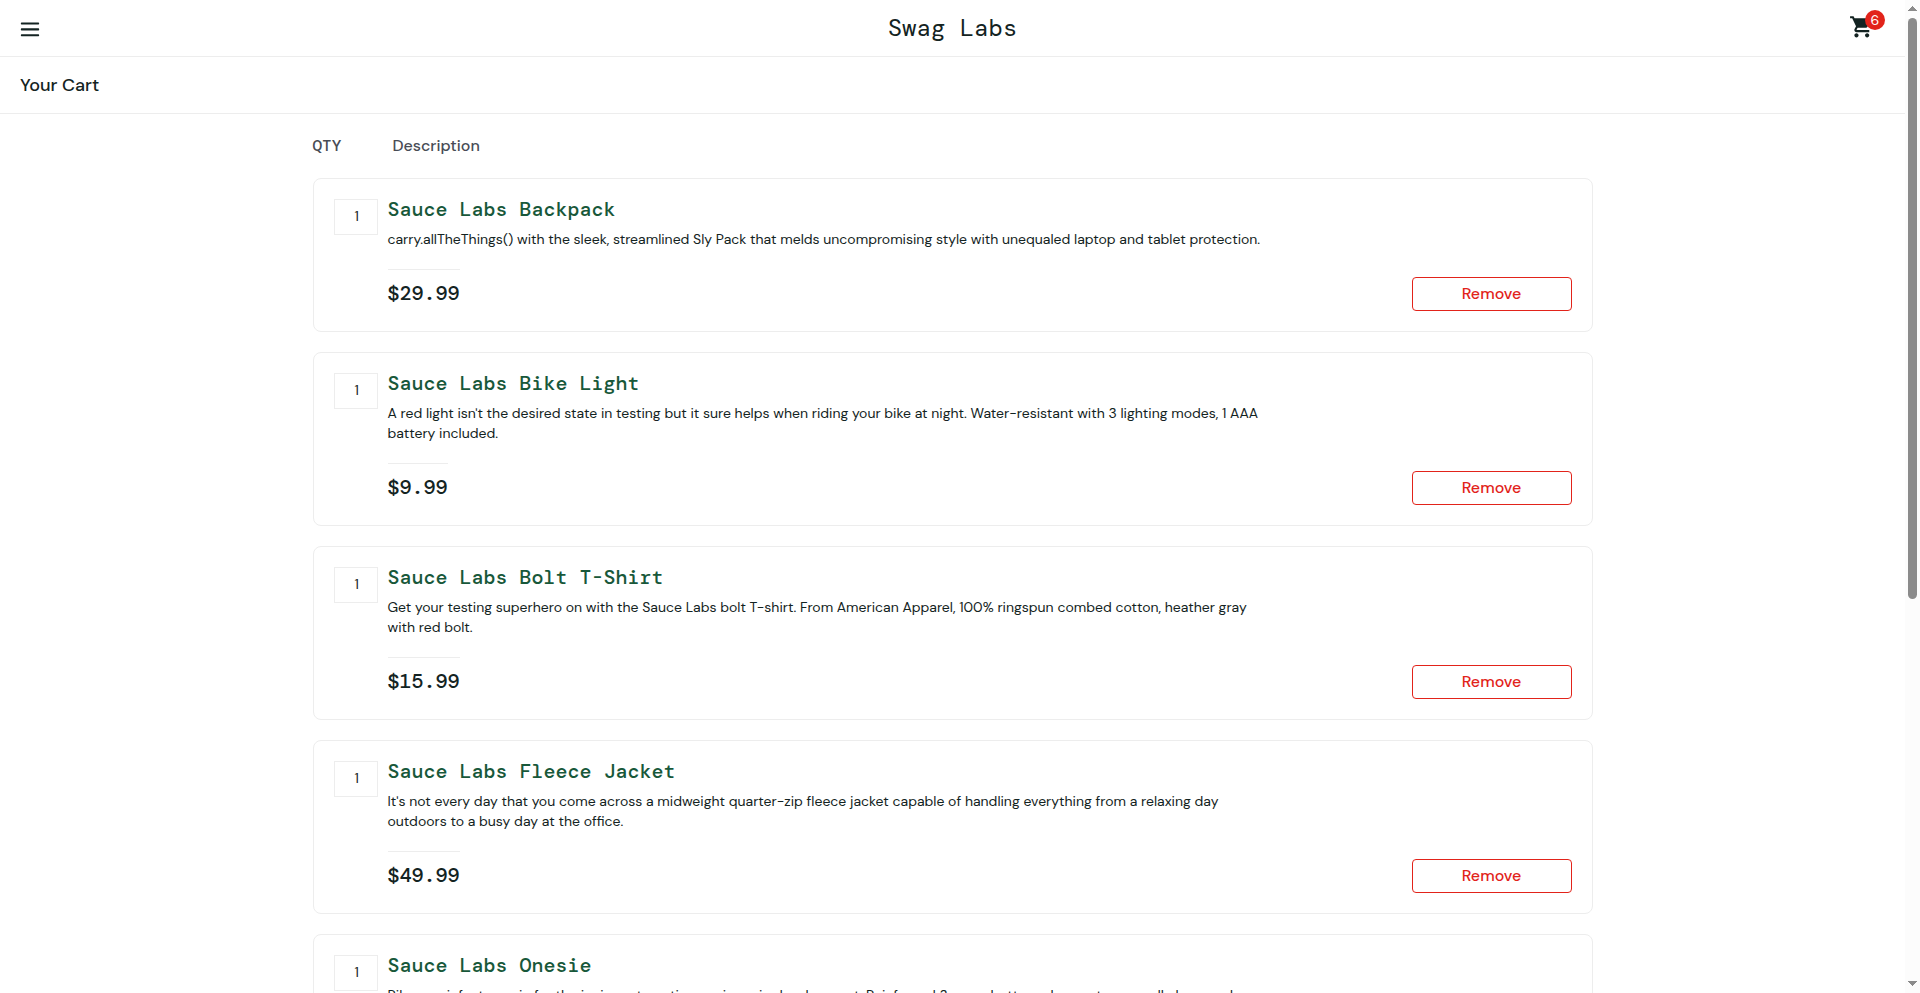 Swag Labs
6
Your Cart
QTY Description
1
Sauce Labs Backpack
carry.allTheThings() with the sleek, streamlined Sly Pack that melds uncompromising style with unequaled laptop and tablet protection.
$29.99
Remove
1
Sauce Labs Bike Light
A red light isn't the desired state in testing but it sure helps when riding your bike at night. Water-resistant with 3 lighting modes, 1 AAA
battery included.
$9.99
Remove
1
Sauce Labs Bolt T-Shirt
Get your testing superhero on with the Sauce Labs bolt T-shirt. From American Apparel, 100% ringspun combed cotton, heather gray
with red bolt.
$15.99
Remove
1
Sauce Labs Fleece Jacket
It's not every day that you come across a midweight quarter-zip fleece jacket capable of handling everything from a relaxing day
outdoors to a busy day at the office.
$49.99
Remove
1
Sauce Labs Onesie